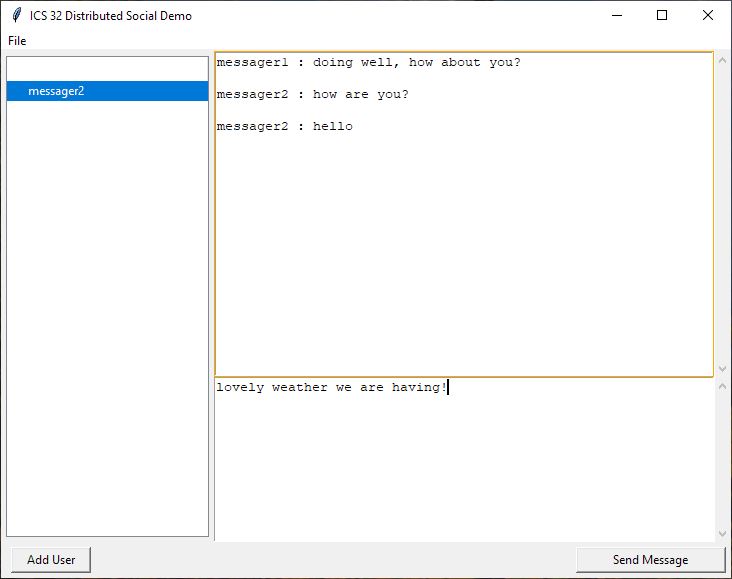 ICS 32 Distributed Social Demo
File
messager2
messager1 : doing well, how about you?
messager2 : how are you?
messager2 : hello
lovely weather we are having!
Add User
Send Message